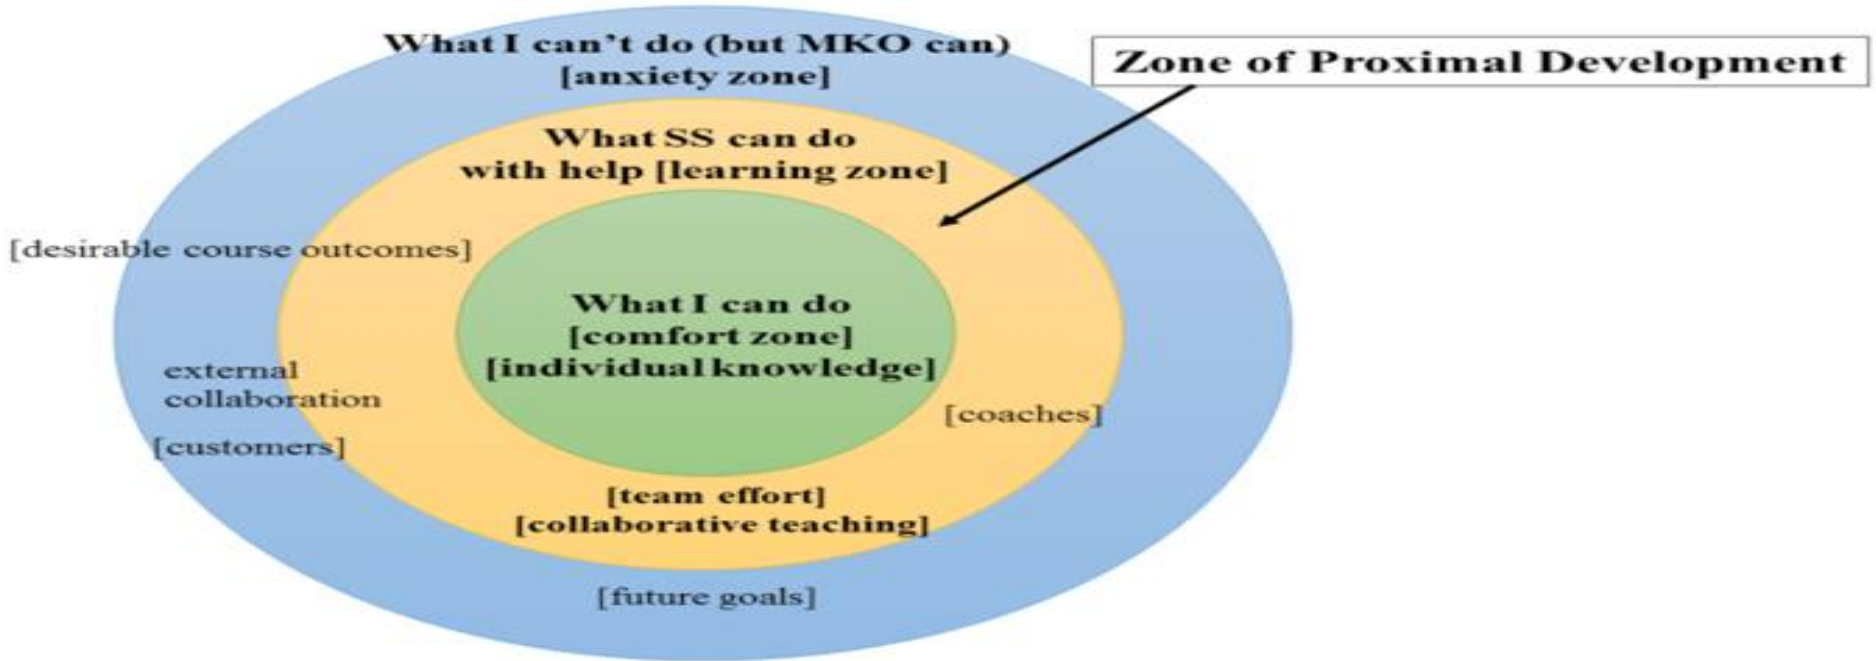 What I can't do (but MKO can)
[anxiety zone]
Zone of Proximal Development
What SS can do
with help [learning zone]
[desirable course outcomes]
What I can do
[comfort zone]
[individual knowledge]
external
collaboration
[customers]
[coaches]
[team effort]
[collaborative teaching]
[future goals]